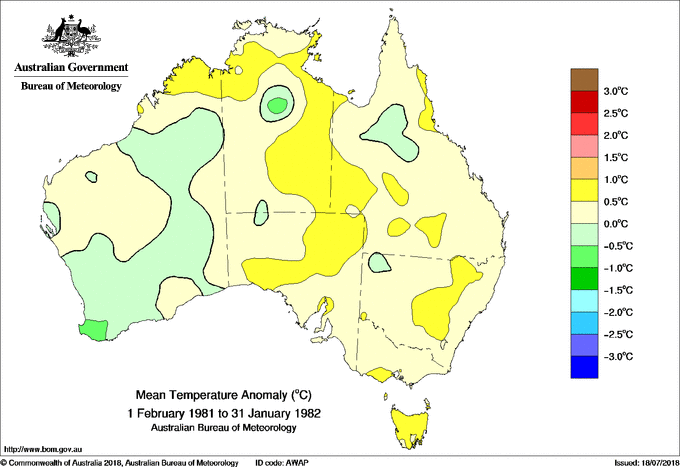 Australian Government
Bureau of Meteorology
3.0°C
2.5°C
2.0°C
1.5°C
1.0°C
0.5°C
0.0°C
-0.5°C
-1.0°C
-1.5°C
-2.0°C
-2.5°C
-3.0°C
Mean Temperature Anomaly (°C)
1 February 1981 to 31 January 1982
Australian Bureau of Meteorology
http://www.bom.gov.au
© Commonwealth of Australia 2018, Australian Bureau of Meteorology ID code: AWAP Issued: 18/07/2018